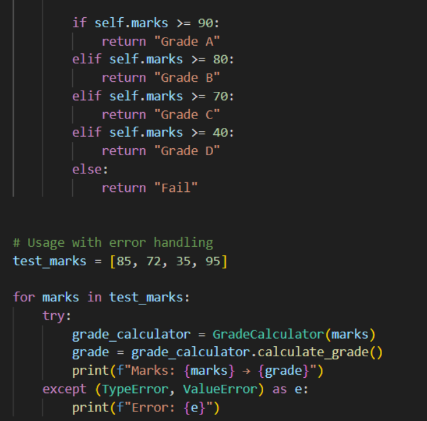 if self.marks >= 90:
            return "Grade A"
        elif self.marks >= 80:
            return "Grade B"
        elif self.marks >= 70:
            return "Grade C"
        elif self.marks >= 40:
            return "Grade D"
        else:
            return "Fail"


# Usage with error handling
test_marks = [85, 72, 35, 95]

for marks in test_marks:
    try:
        grade_calculator = GradeCalculator(marks)
        grade = grade_calculator.calculate_grade()
        print(f"Marks: {marks} → {grade}")
    except (TypeError, ValueError) as e:
        print(f"Error: {e}")